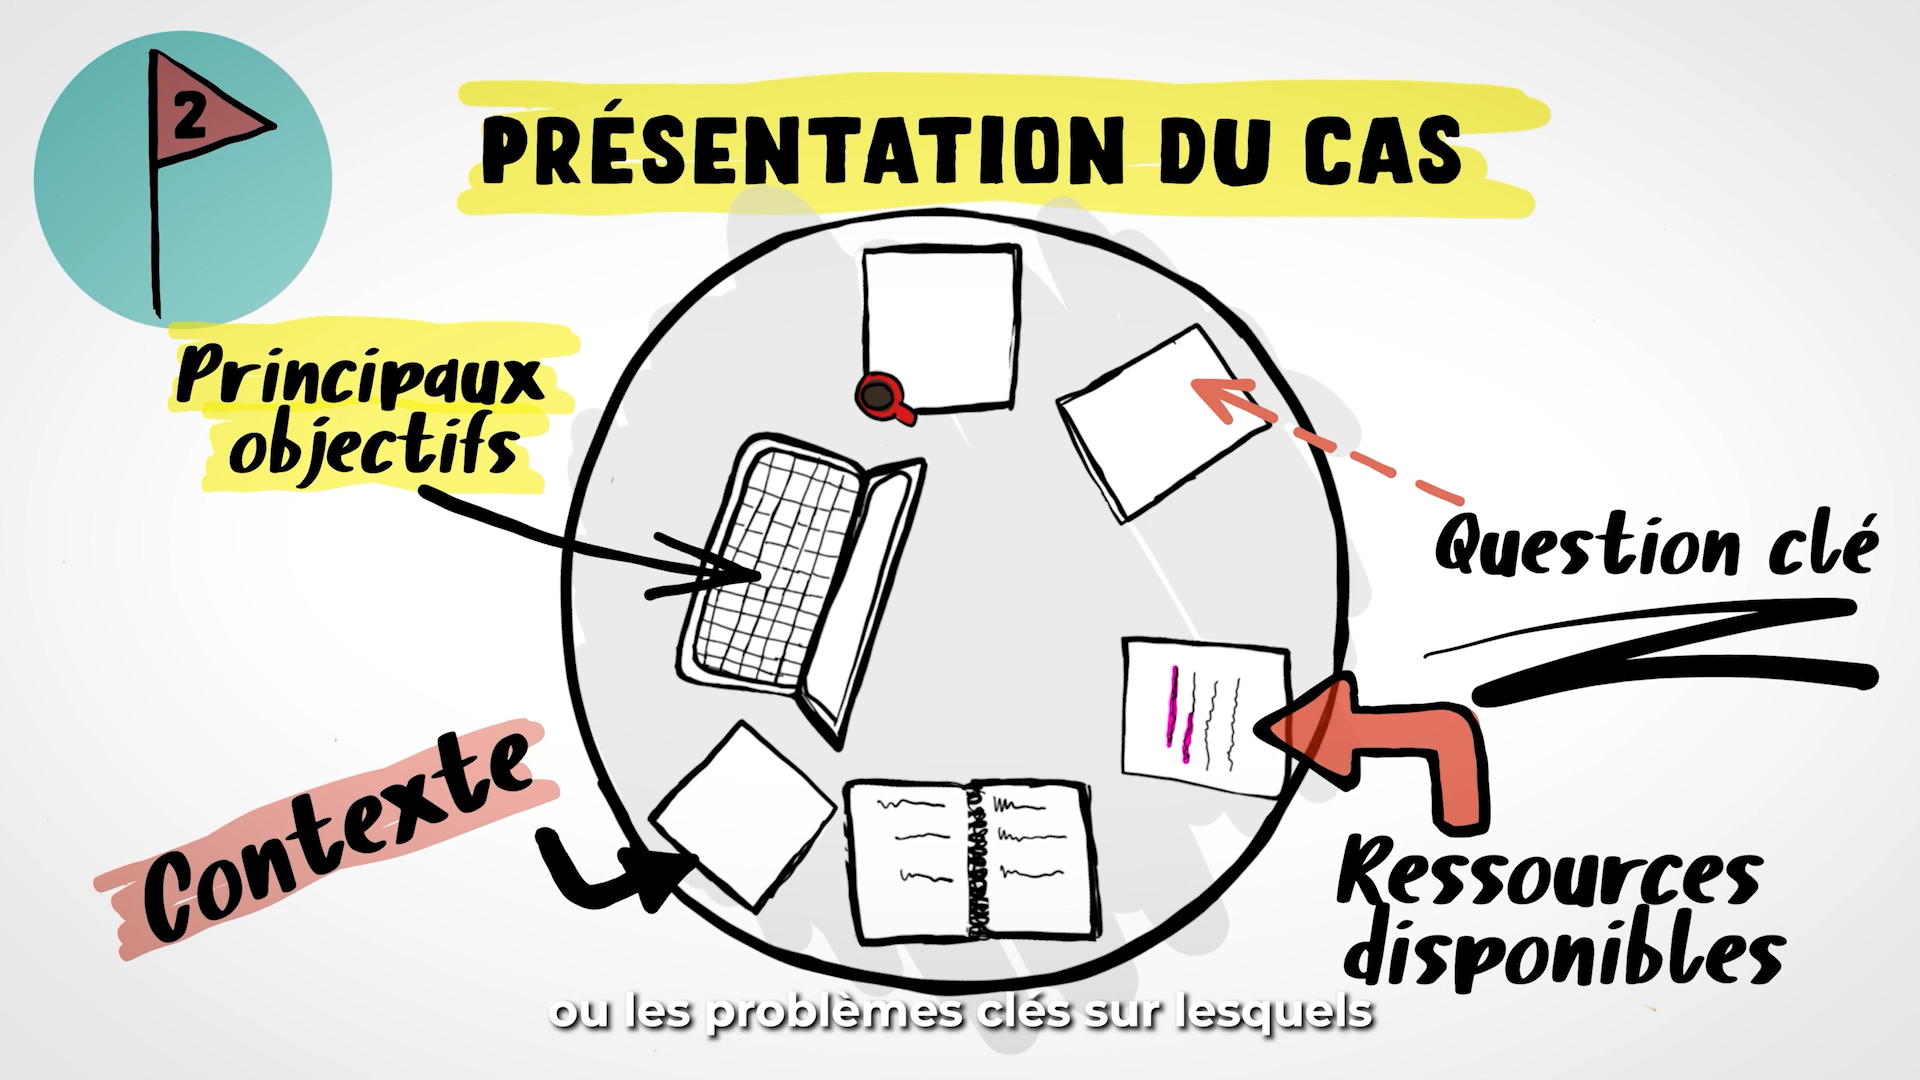 2
PRÉSENTATION DU CAS
Principaux
objectifs
Question clé
Contexte
Ressources
disponibles
ou les problèmes clés sur lesquels